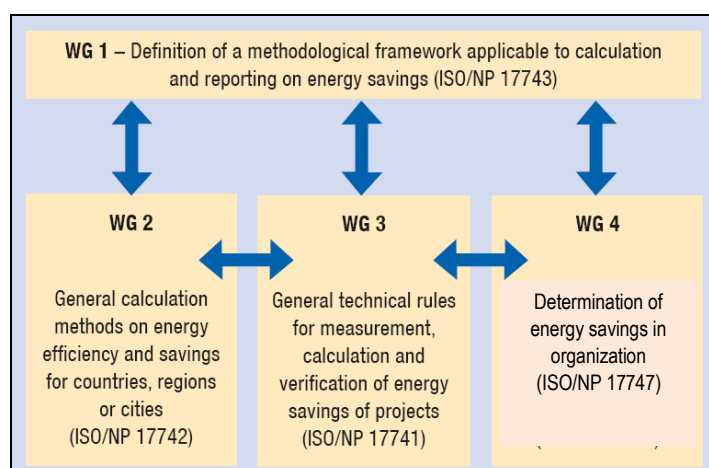 WG 1 – Definition of a methodological framework applicable to calculation
and reporting on energy savings (ISO/NP 17743)
WG 2
General calculation
methods on energy
efficiency and savings
for countries, regions
or cities
(ISO/NP 17742)
WG 3
General technical rules
for measurement,
calculation and
verification of energy
savings of projects
(ISO/NP 17741)
WG 4
Determination of
energy savings in
organization
(ISO/NP 17747)